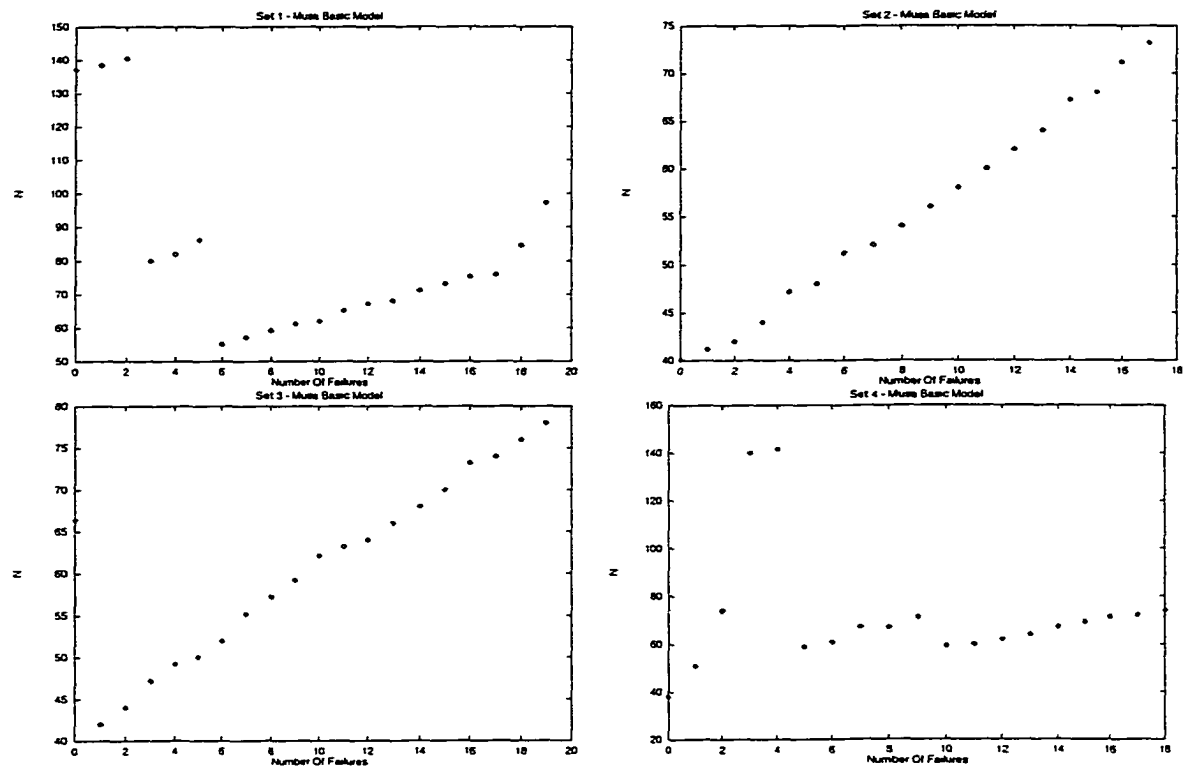 Set 1 - Musa Basic Model
150
140
130
120
110
100
90
80
70
60
50
N
0 2 4 6 8 10 12 14 16 18 20
Number Of Failures
Set 2 - Musa Basic Model
75
70
65
60
55
50
45
40
N
0 2 4 6 8 10 12 14 16 18
Number Of Failures
Set 3 - Musa Basic Model
80
75
70
65
60
55
50
45
40
N
0 2 4 6 8 10 12 14 16 18 20
Number Of Failures
Set 4 - Musa Basic Model
160
140
120
100
80
60
40
20
N
0 2 4 6 8 10 12 14 16 18
Number Of Failures